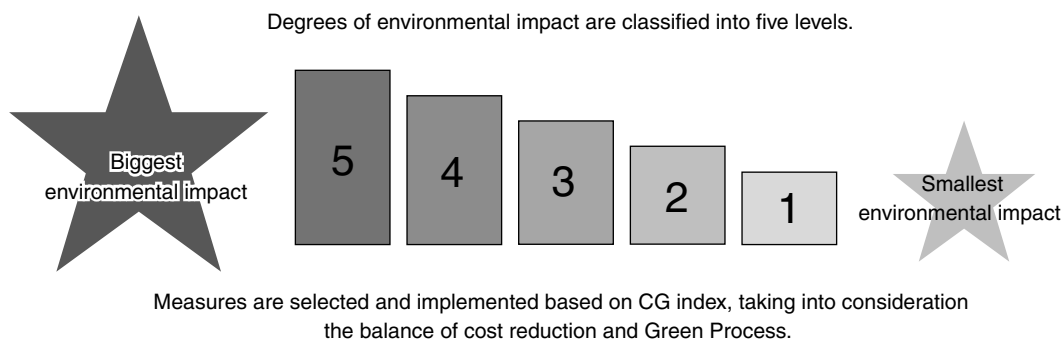 Degrees of environmental impact are classified into five levels.
Biggest
environmental impact
5
4
3
2
1
Smallest
environmental impact
Measures are selected and implemented based on CG index, taking into consideration
the balance of cost reduction and Green Process.